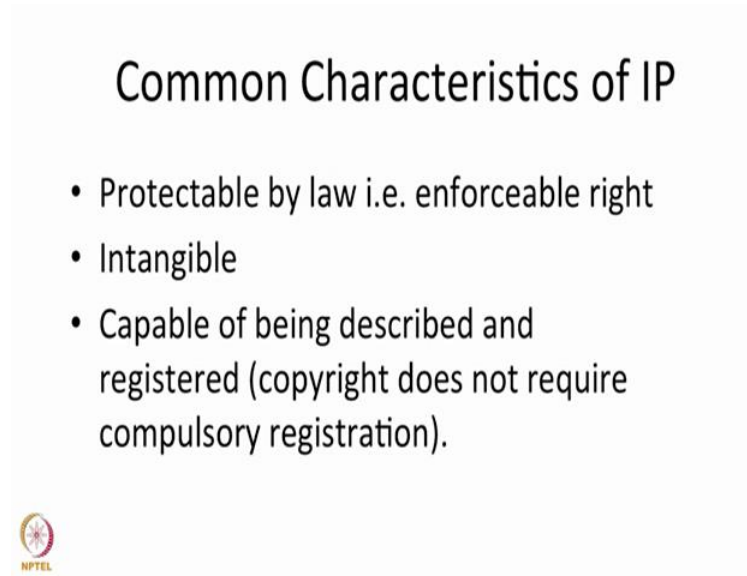 Common Characteristics of IP
• Protectable by law i.e. enforceable right
• Intangible
• Capable of being described and
registered (copyright does not require
compulsory registration).
NPTEL